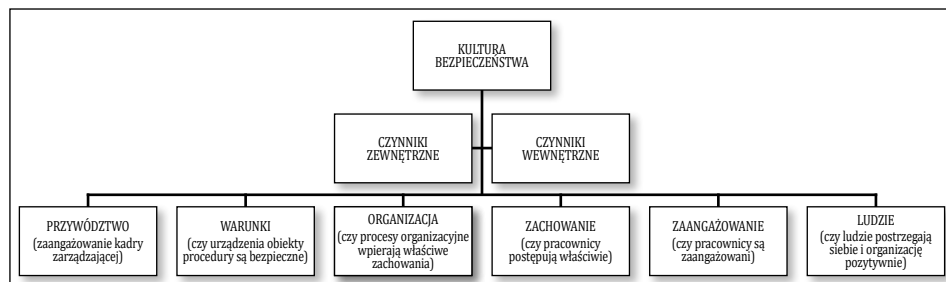 KULTURA
BEZPIECZEŃSTWA
CZYNNIKI
ZEWNĘTRZNE
CZYNNIKI
WEWNĘTRZNE
PRZYWÓDZTWO
(zaangażowanie kadry
zarządzającej)
WARUNKI
(czy urządzenia obiekty
procedury są bezpieczne)
ORGANIZACJA
(czy procesy organizacyjne
wpierają właściwe
zachowania)
ZACHOWANIE
(czy pracownicy
postępują właściwie)
ZAANGAŻOWANIE
(czy pracownicy są
zaangażowani)
LUDZIE
(czy ludzie postrzegają
siebie i organizację
pozytywnie)